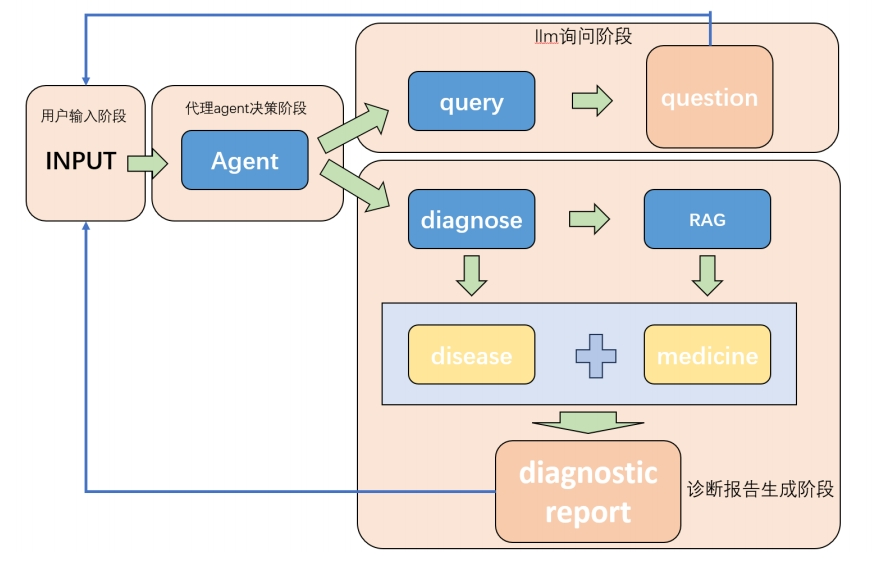 llm询问阶段
用户输入阶段
INPUT
代理agent决策阶段
Agent
query
question
diagnose
RAG
disease
medicine
diagnostic
report
诊断报告生成阶段